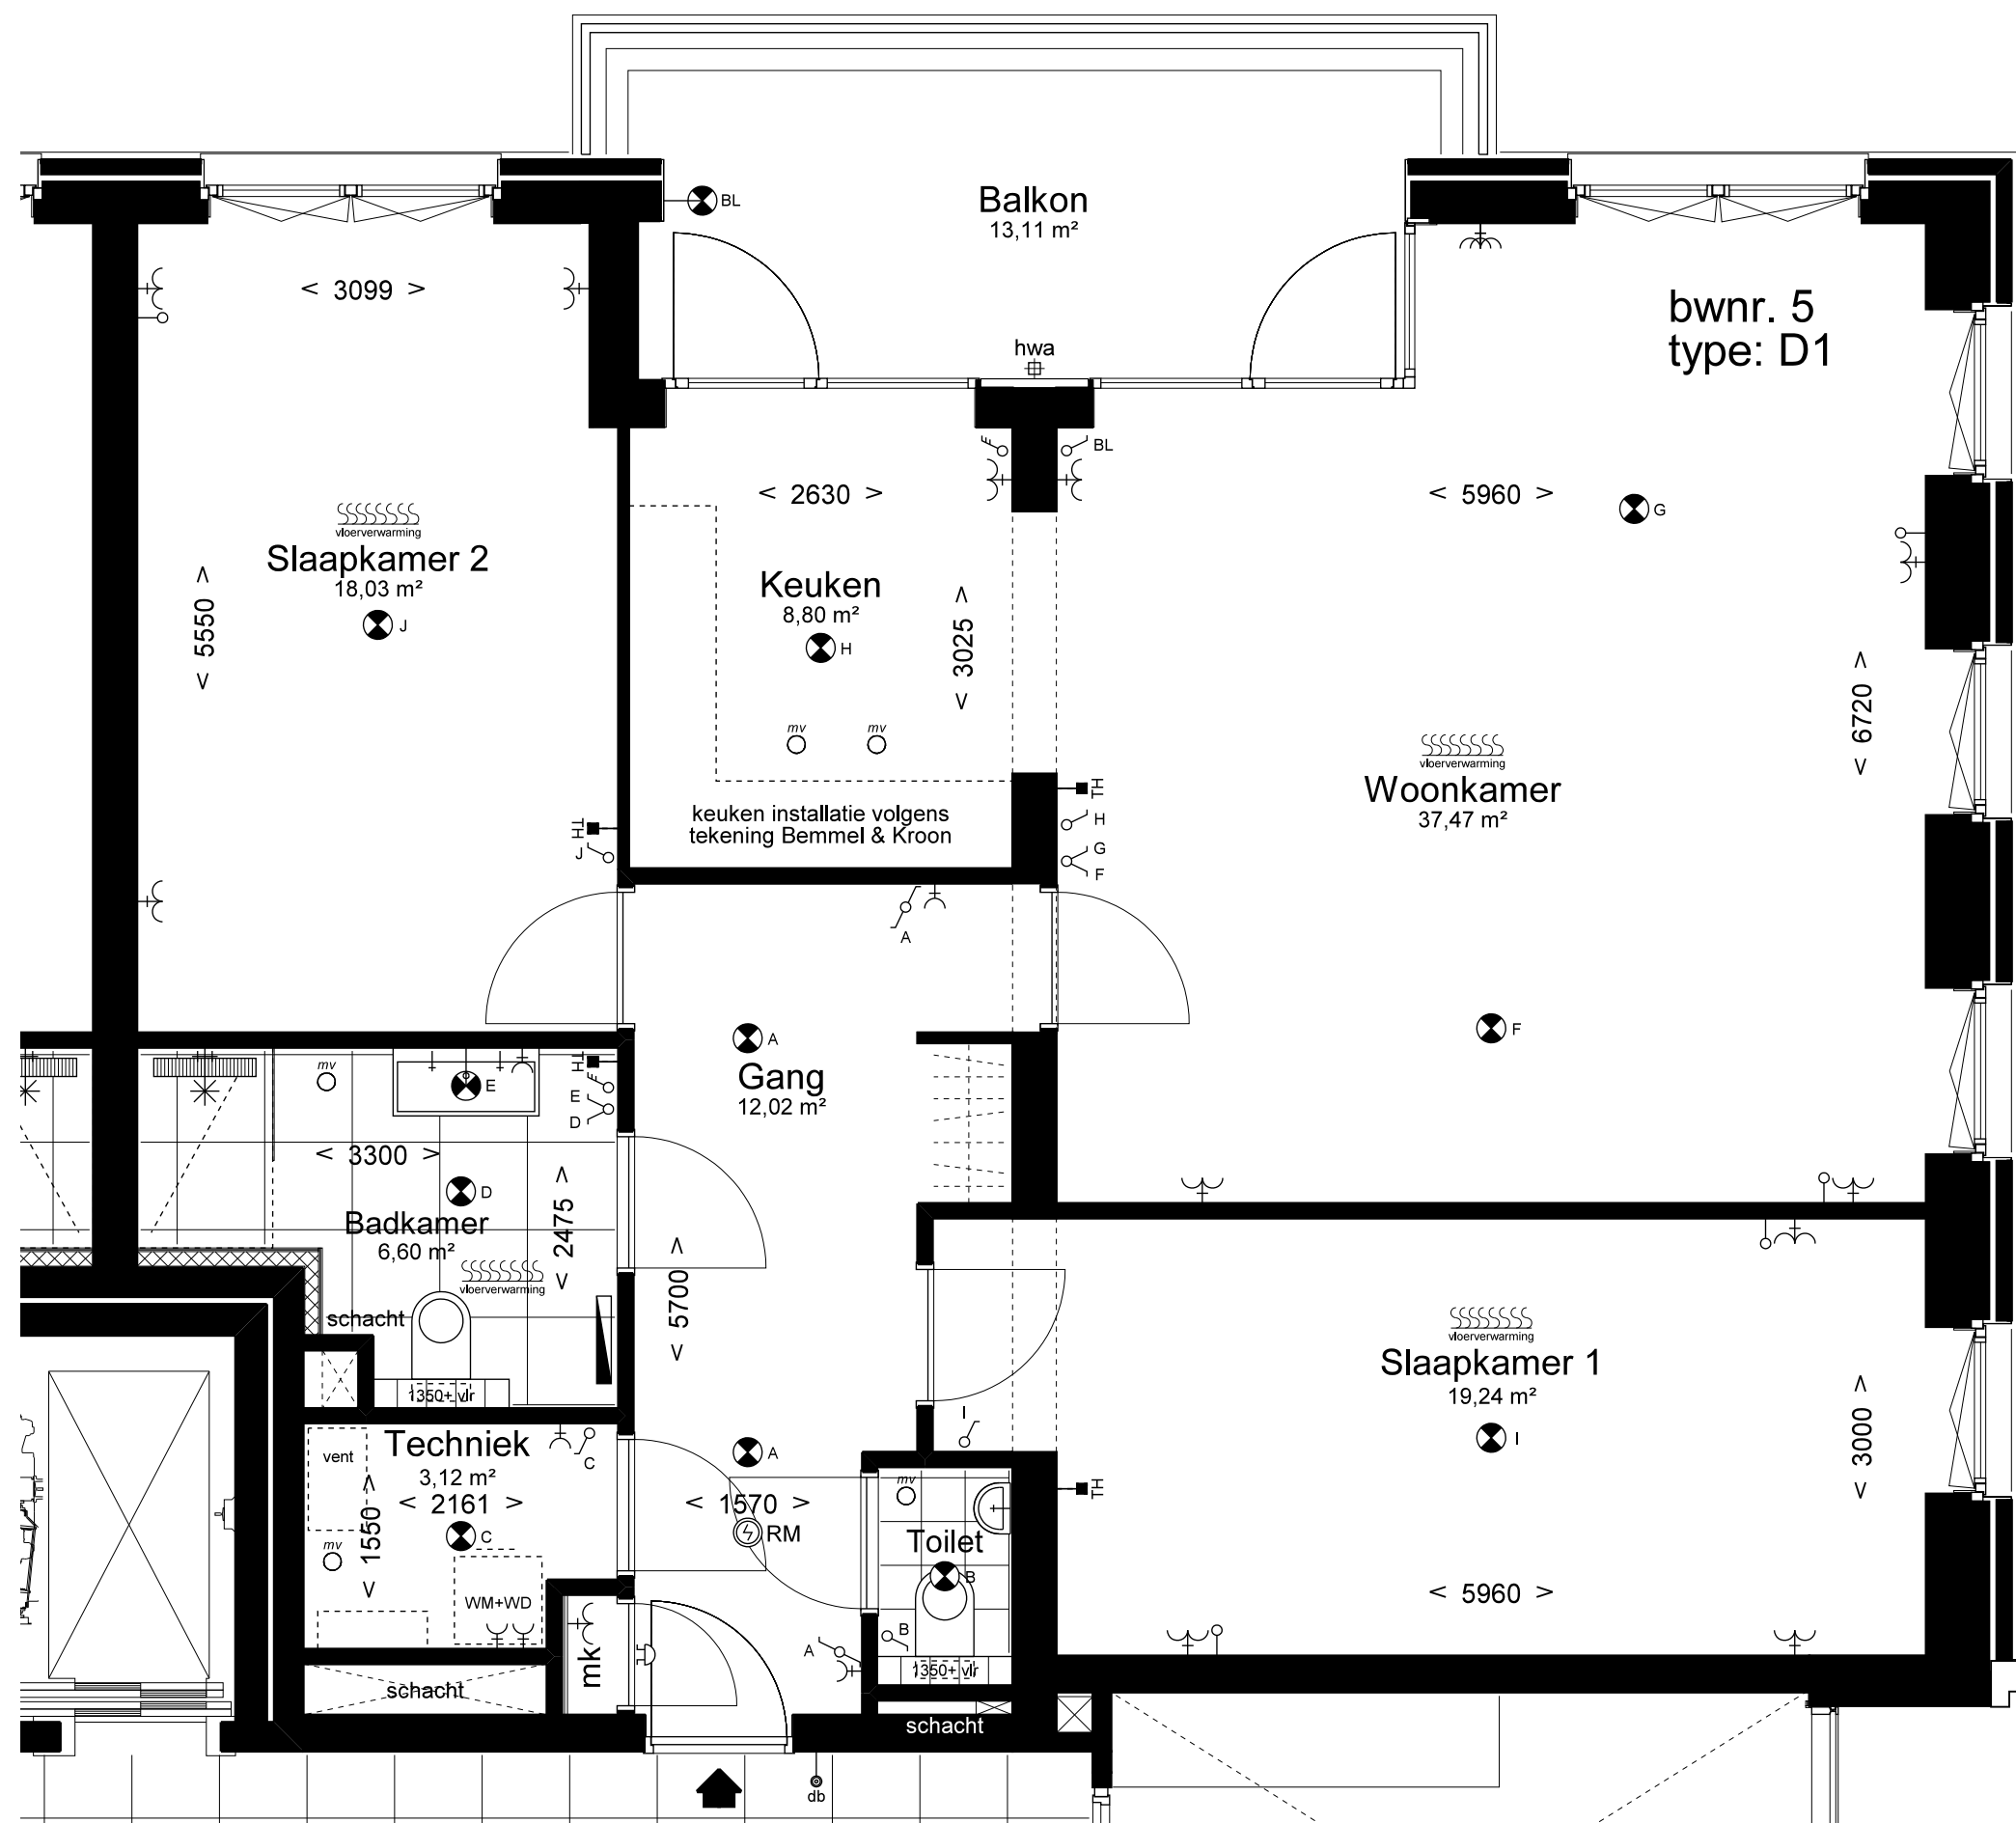 BL
Balkon
13,11 m²
< 3099 >
bwnr. 5
type: D1
hwa
BL
< 2630 >
< 5960 >
G
vloerverwarming
Slaapkamer 2
18,03 m²
J
< 5550 >
Keuken
8,80 m²
H
< 3025 >
mv
mv
keuken installatie volgens
tekening Bemmel & Kroon
< 6720 >
vloerverwarming
Woonkamer
37,47 m²
TH
H
G
F
TH
J
A
A
Gang
12,02 m²
F
mv
E
TH
E
D
< 3300 >
D
Badkamer
6,60 m²
< 2475 >
vloerverwarming
schacht
1350+ vlr
< 5700 >
vloerverwarming
Slaapkamer 1
19,24 m²
I
I
< 3000 >
TH
< 5960 >
Techniek
3,12 m²
< 2161 >
vent
< 1550 >
mv
C
C
WM+WD
A
< 1570 >
RM
mv
Toilet
B
B
1350+ vlr
A
mk
schacht
schacht
db